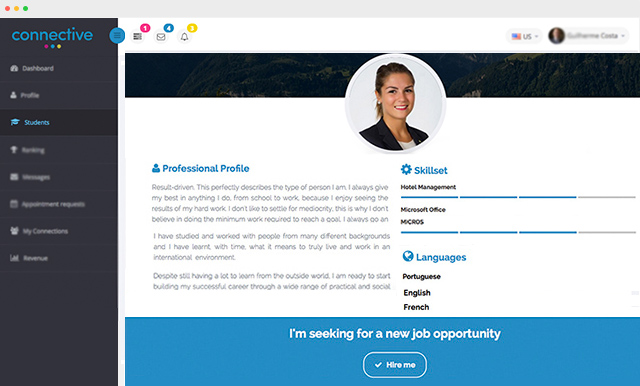 connective
1
4
3
US
Guilherme Costa
Dashboard
Profile
Students
Ranking
Messages
Appointment requests
My Connections
Revenue
Professional Profile
Result-driven. This perfectly describes the type of person I am. I always give
my best in anything I do, from school to work, because I enjoy seeing the
results of my hard work. I don't like to settle for mediocrity, this is why I don't
believe in doing the minimum work required to reach a goal. I always go an
I have studied and worked with people from many different backgrounds
and I have learnt with time, what it means to truly live and work in an
international environment.
Despite still having a lot to learn from the outside world, I am ready to start
building my successful career through a wide range of practical and social
Skillset
Hotel Management
Microsoft Office
MICROS
Languages
Portuguese
English
French
I'm seeking for a new job opportunity
Hire me